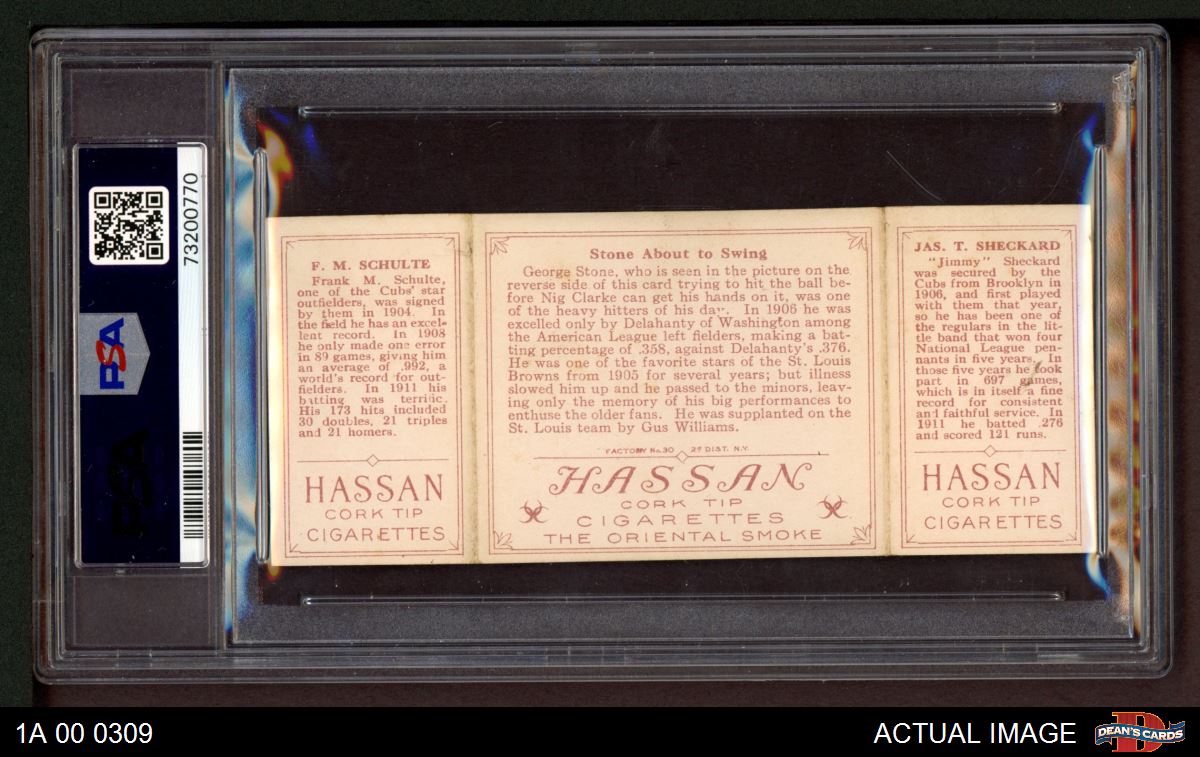 73200770
PSA
PSA
F. M. SCHULTE
Frank M. Schulte,
one of the Cubs' star
outfielders, was signed
by them in 1904. In
the field he has an excel-
lent record. In 1908
he only made one error
in 89 games, giving him
an average of .992, a
world's record for out-
fielders. In 1911 his
batting was terrific.
His 173 hits included
30 doubles, 21 triples
and 21 homers.
HASSAN
CORK TIP
CIGARETTES
Stone About to Swing
George Stone, who is seen in the picture on the
reverse side of this card trying to hit the ball be-
fore Nig Clarke can get his hands on it, was one
of the heavy hitters of his day. In 1906 he was
excelled only by Delahanty of Washington among
the American League left fielders, making a bat-
ting percentage of .358, against Delahanty's .376.
He was one of the favorite stars of the St. Louis
Browns from 1905 for several years; but illness
slowed him up and he passed to the minors, leav-
ing only the memory of his big performances to
enthuse the older fans. He was supplanted on the
St. Louis team by Gus Williams.
FACTORY No. 30 2d DIST. N.Y.
HASSAN
CORK TIP
CIGARETTES
THE ORIENTAL SMOKE
JAS. T. SHECKARD
"Jimmy" Sheckard
was secured by the
Cubs from Brooklyn in
1906, and first played
with them that year,
so he has been one of
the regulars in the lit-
tle band that won four
National League pen-
nants in five years. In
those five years he took
part in 697 games,
which is in itself a fine
record for consistent
and faithful service. In
1911 he batted .276
and scored 121 runs.
HASSAN
CORK TIP
CIGARETTES
1A 00 0309
ACTUAL IMAGE
DEAN'S CARDS